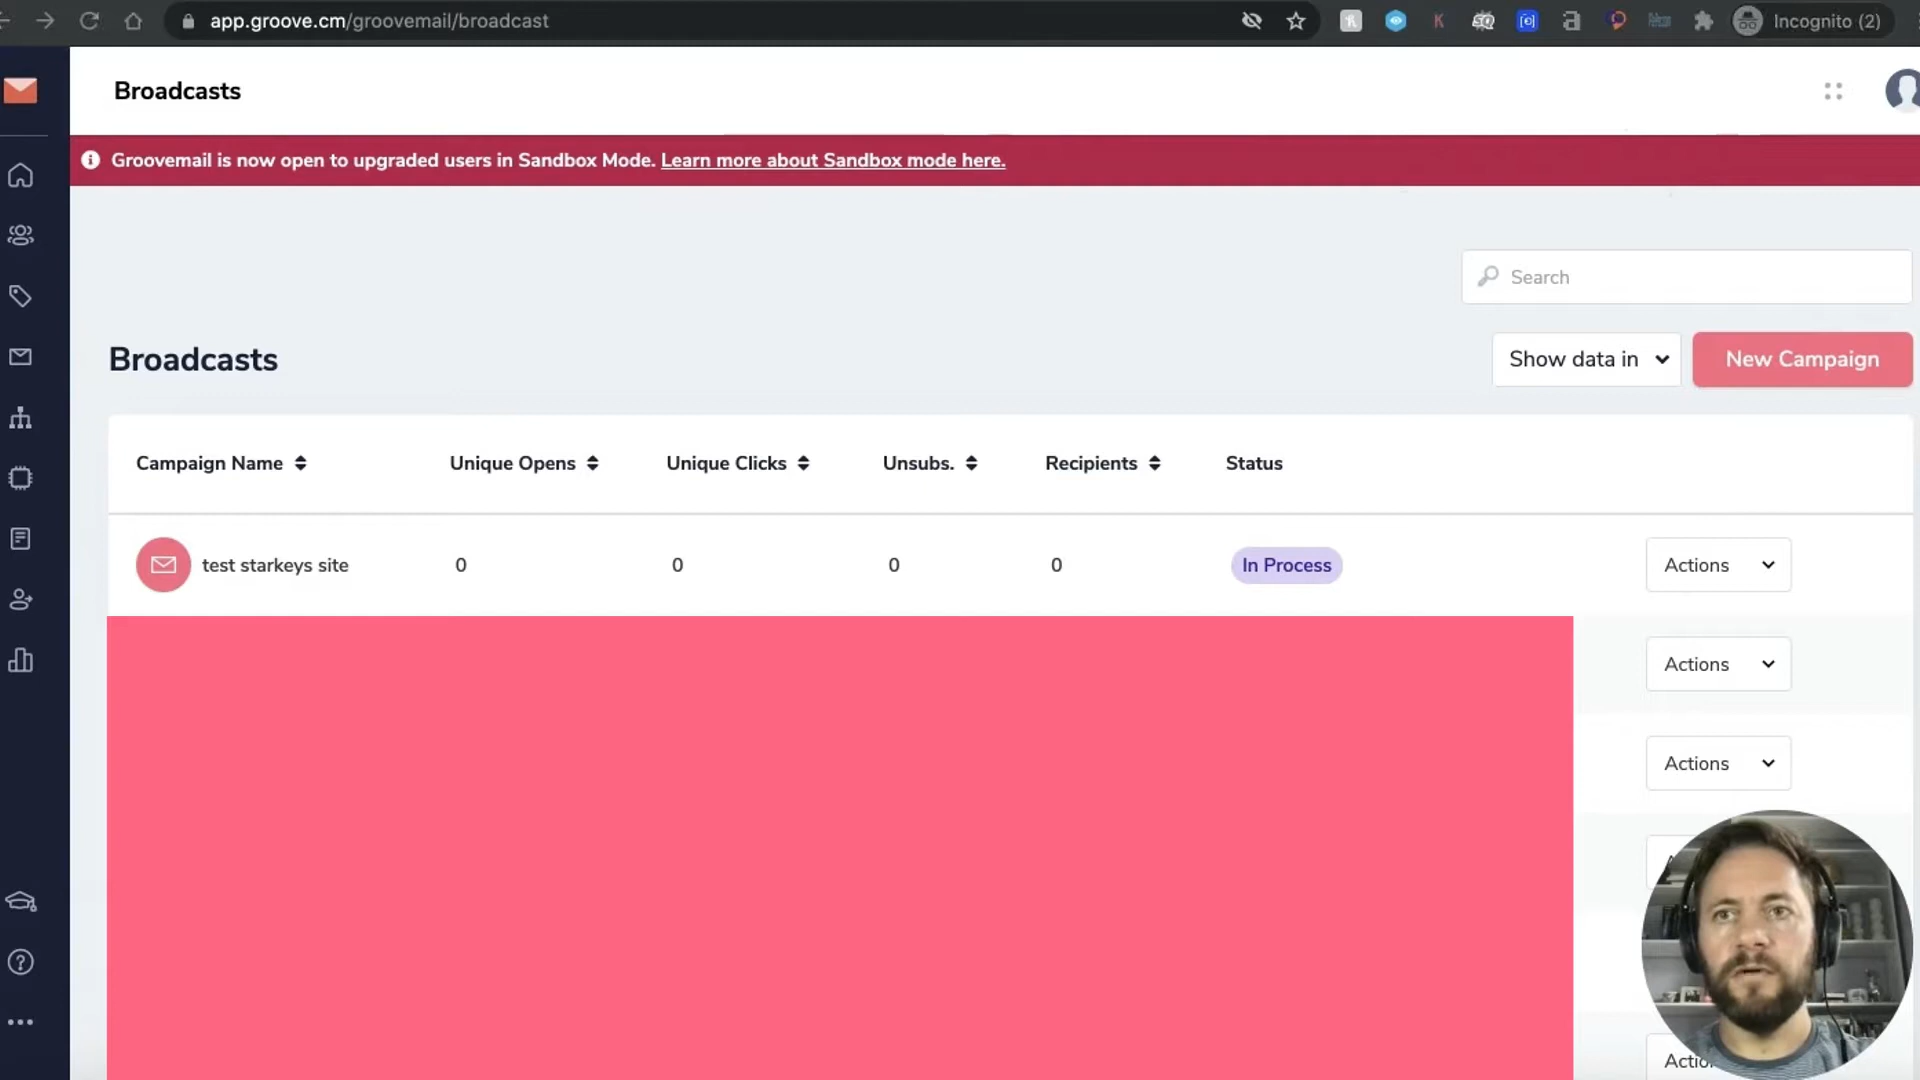 app.groove.cm/groovemail/broadcast
Incognito (2)
Broadcasts
Groovemail is now open to upgraded users in Sandbox Mode. Learn more about Sandbox mode here.
Search
Broadcasts
Show data in
New Campaign
Campaign Name Unique Opens Unique Clicks Unsubs. Recipients Status
test starkeys site 0 0 0 0 In Process Actions
Actions
Actions